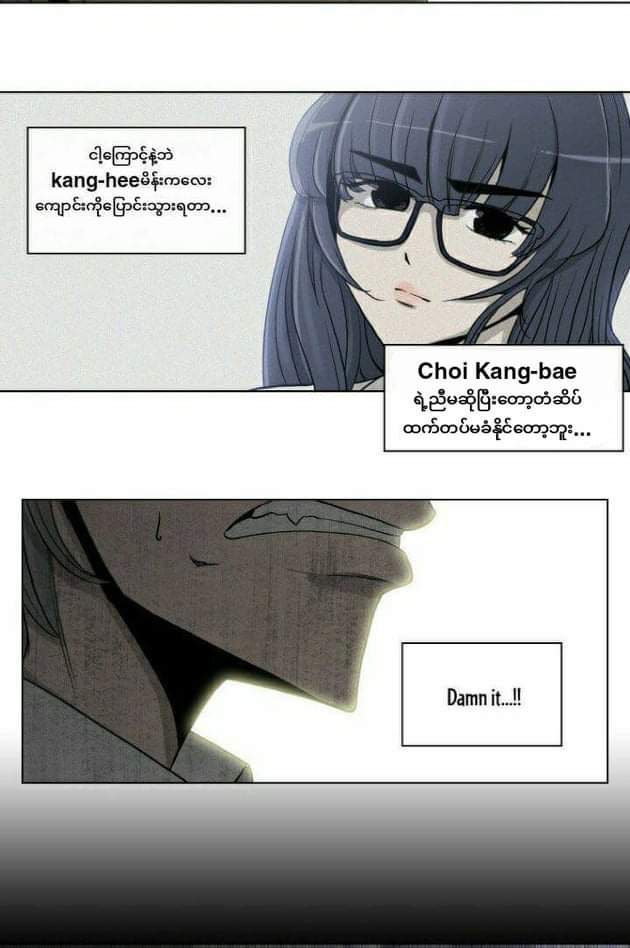 ငါ့ကြောင့်နဲ့ဘဲ
kang-heeမိန်းကလေး
ကျောင်းကိုပြောင်းသွားရတာ...
Choi Kang-bae
ရဲ့ညီမဆိုပြီးတော့တံဆိပ်
ထက်တပ်မခံနိုင်တော့ဘူး...
Damn it...!!